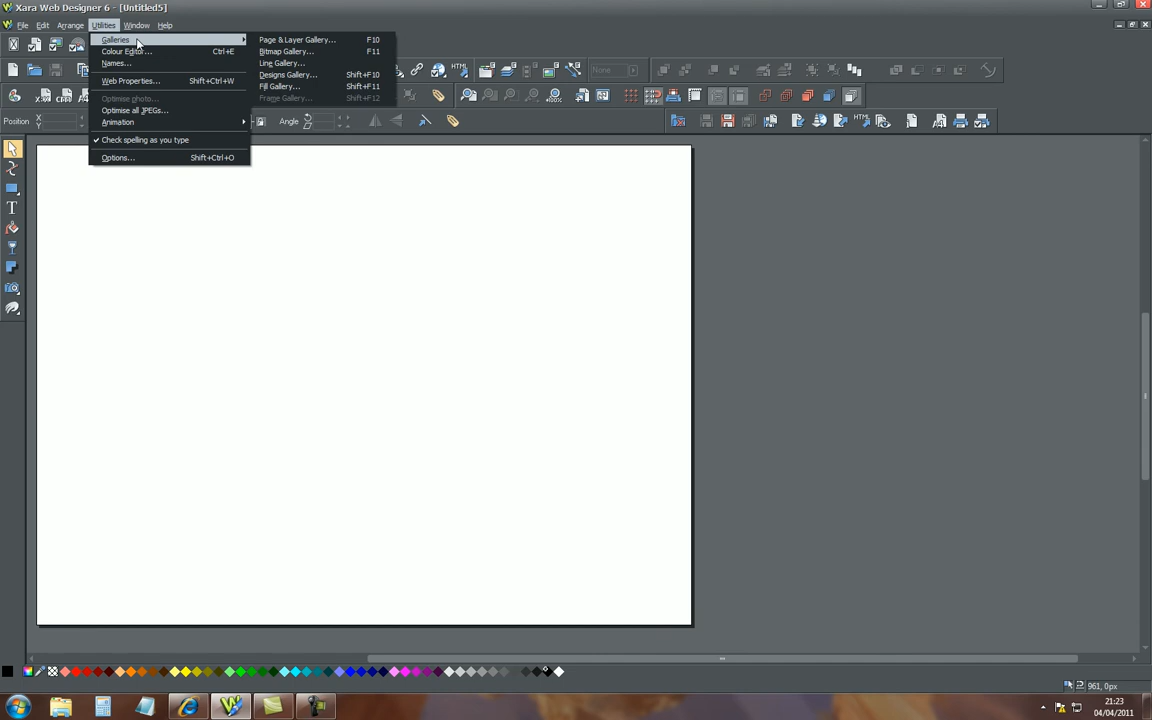 Xara Web Designer 6 - [Untitled5]
File Edit Arrange Utilities Window Help
Galleries
Colour Editor... Ctrl+E
Names...
Web Properties... Shift+Ctrl+W
Optimise photo...
Optimise all JPEGs...
Animation
Check spelling as you type
Options... Shift+Ctrl+O
Page & Layer Gallery... F10
Bitmap Gallery... F11
Line Gallery...
Designs Gallery... Shift+F10
Fill Gallery... Shift+F11
Frame Gallery... Shift+F12
HTML
None
100%
Position X
Y
Angle
HTML
961, 0px
21:23
04/04/2011